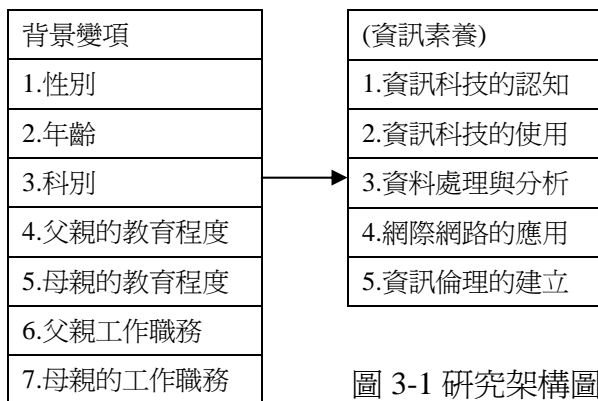 背景變項
1.性別
2.年齡
3.科別
4.父親的教育程度
5.母親的教育程度
6.父親工作職務
7.母親的工作職務
(資訊素養)
1.資訊科技的認知
2.資訊科技的使用
3.資料處理與分析
4.網際網路的應用
5.資訊倫理的建立
圖 3-1 研究架構圖